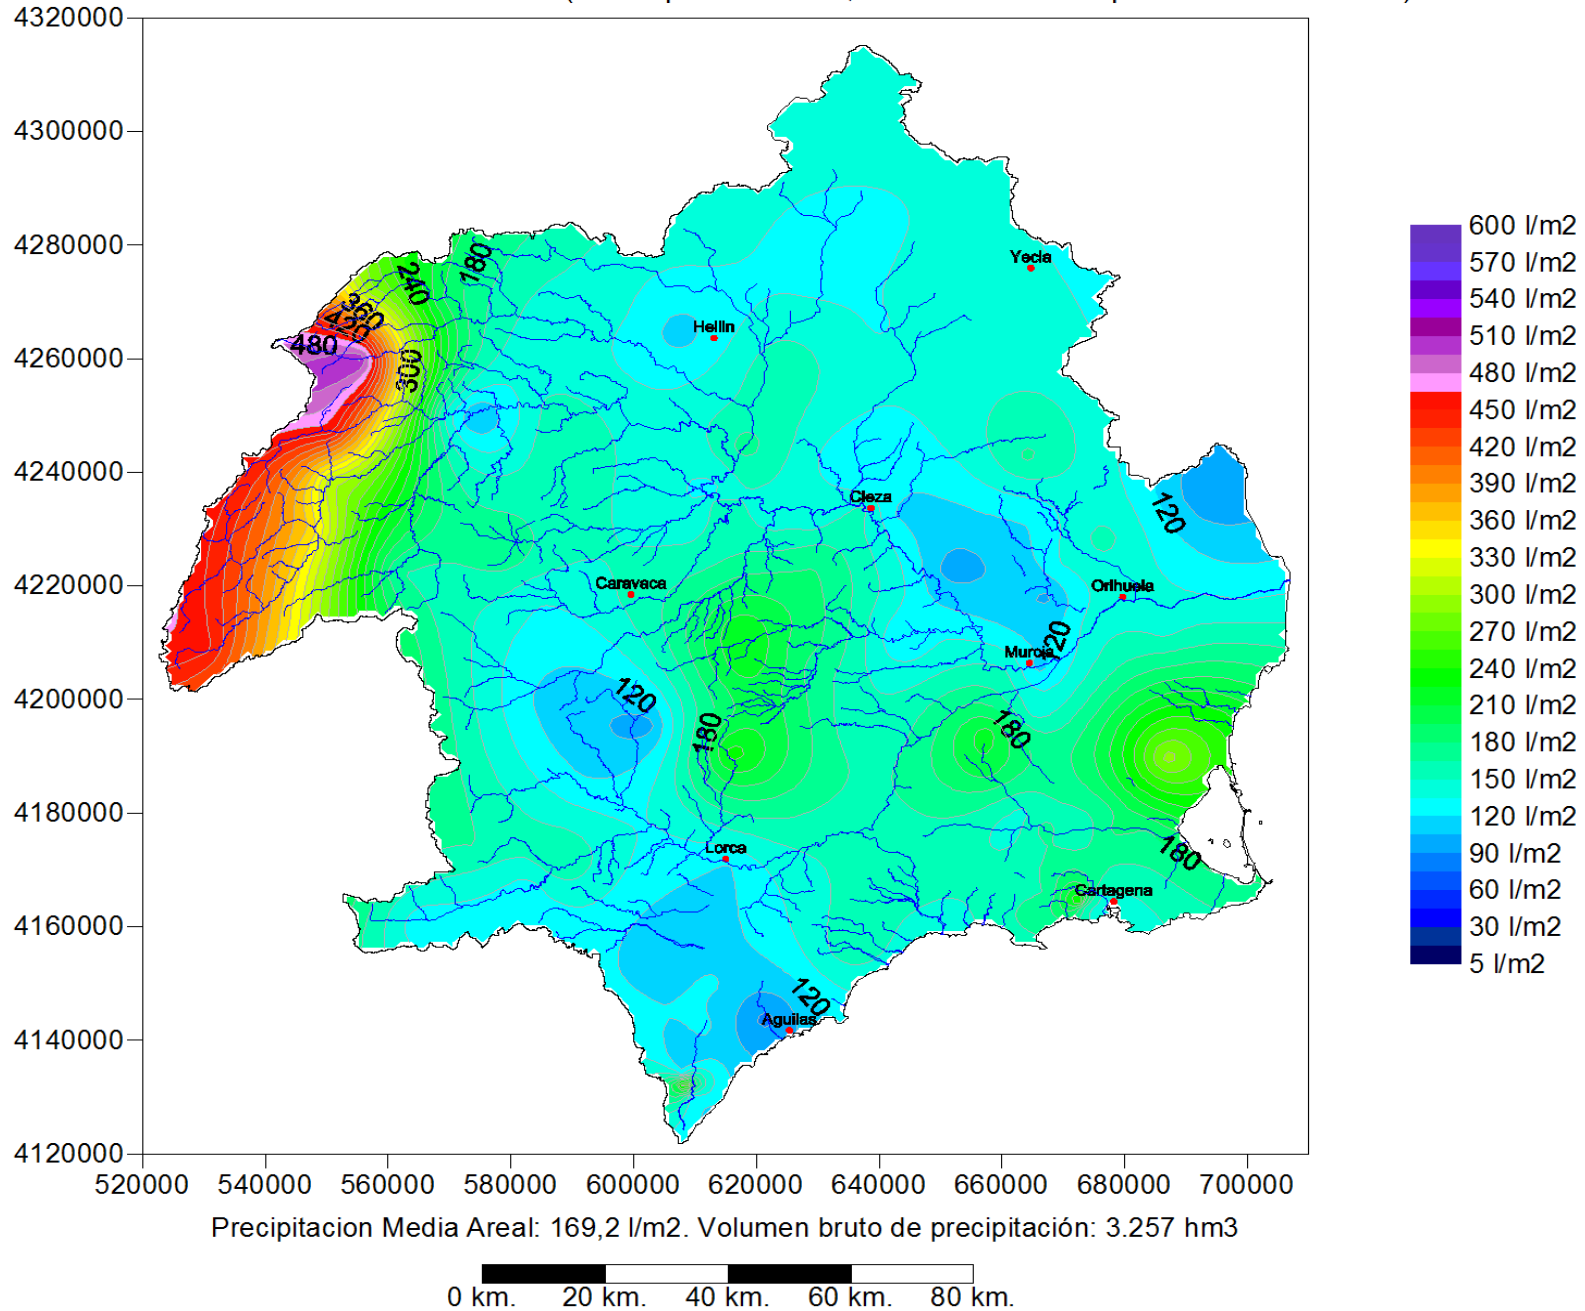 4320000
4300000
4280000
4260000
4240000
4220000
4200000
4180000
4160000
4140000
4120000
520000 540000 560000 580000 600000 620000 640000 660000 680000 700000
240
180
360
420
480
300
Yecla
Hellin
Cieza
120
Caravaca
Orihuela
120
Murcia
120
180
180
Lorca
180
Cartagena
120
Aguilas
600 l/m2
570 l/m2
540 l/m2
510 l/m2
480 l/m2
450 l/m2
420 l/m2
390 l/m2
360 l/m2
330 l/m2
300 l/m2
270 l/m2
240 l/m2
210 l/m2
180 l/m2
150 l/m2
120 l/m2
90 l/m2
60 l/m2
30 l/m2
5 l/m2
Precipitacion Media Areal: 169,2 l/m2. Volumen bruto de precipitación: 3.257 hm3
0 km. 20 km. 40 km. 60 km. 80 km.